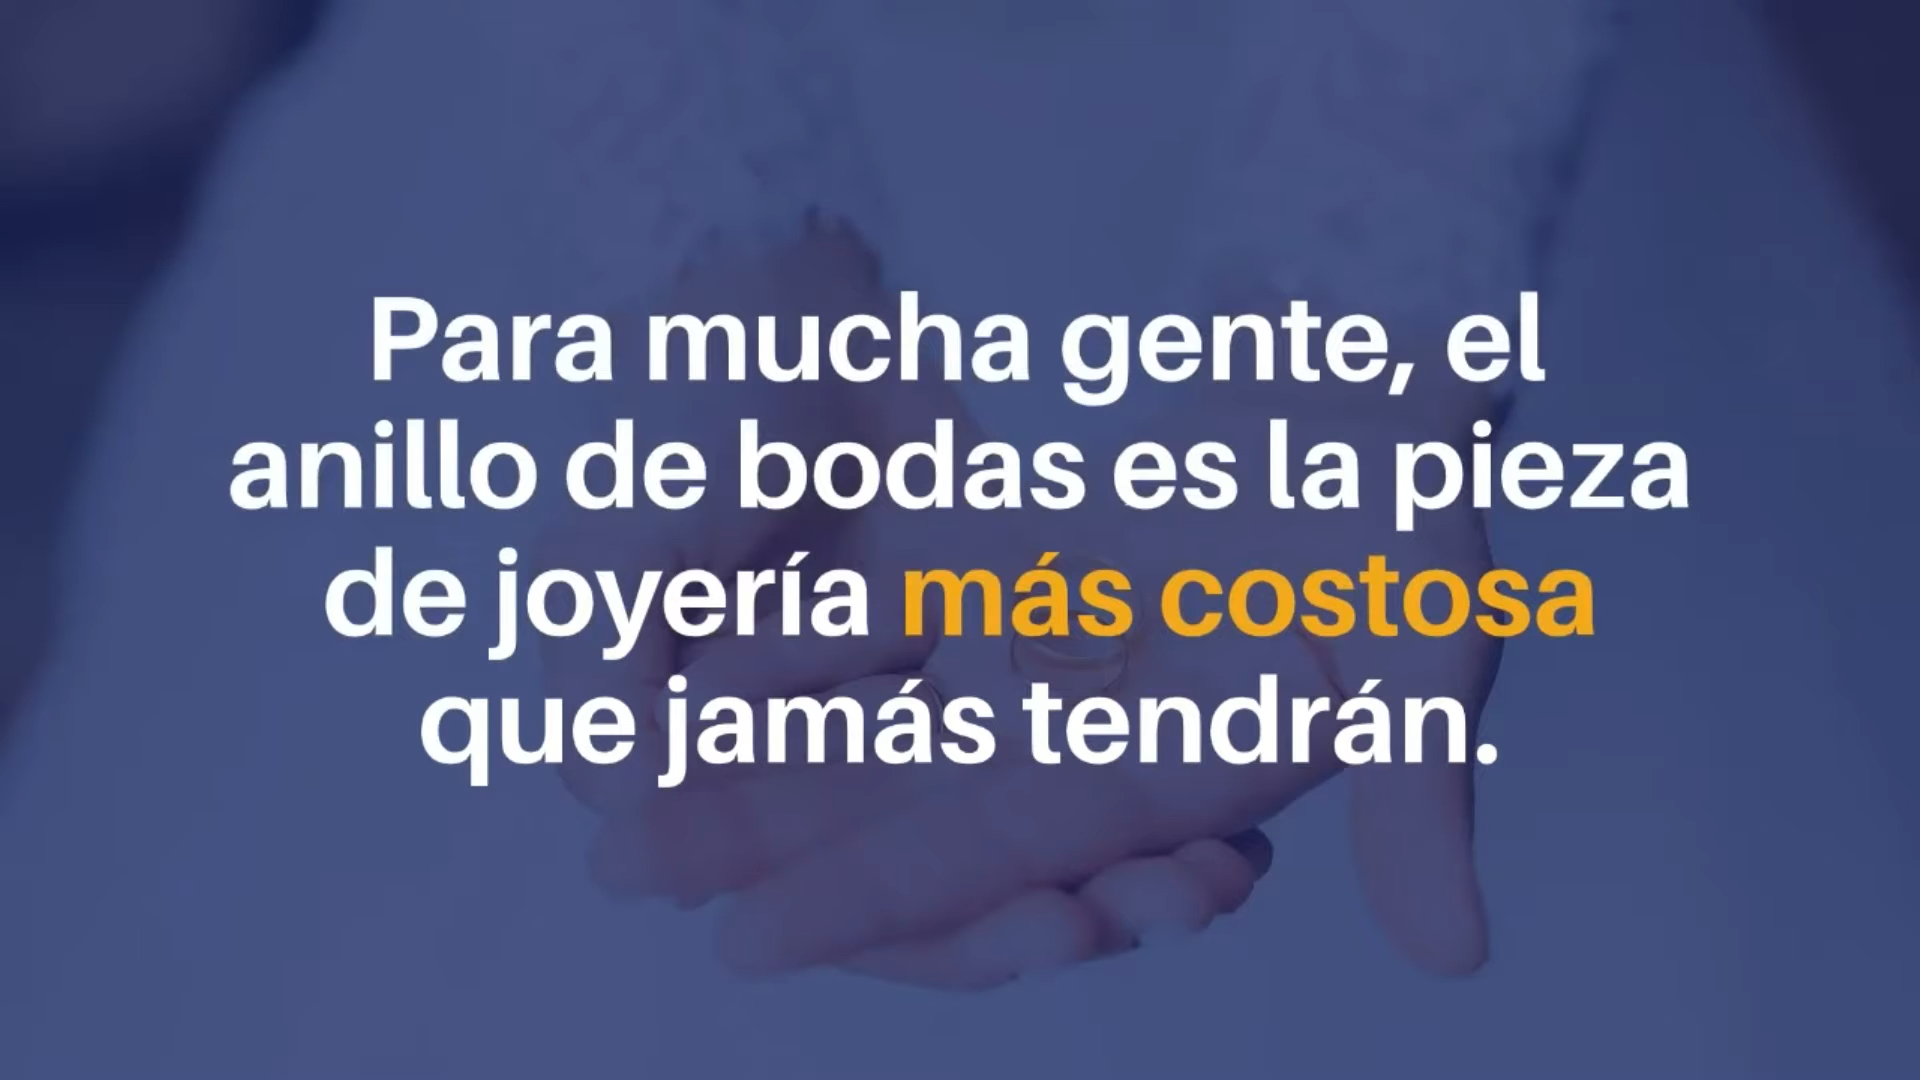 Para mucha gente, el
anillo de bodas es la pieza
de joyería más costosa
que jamás tendrán.